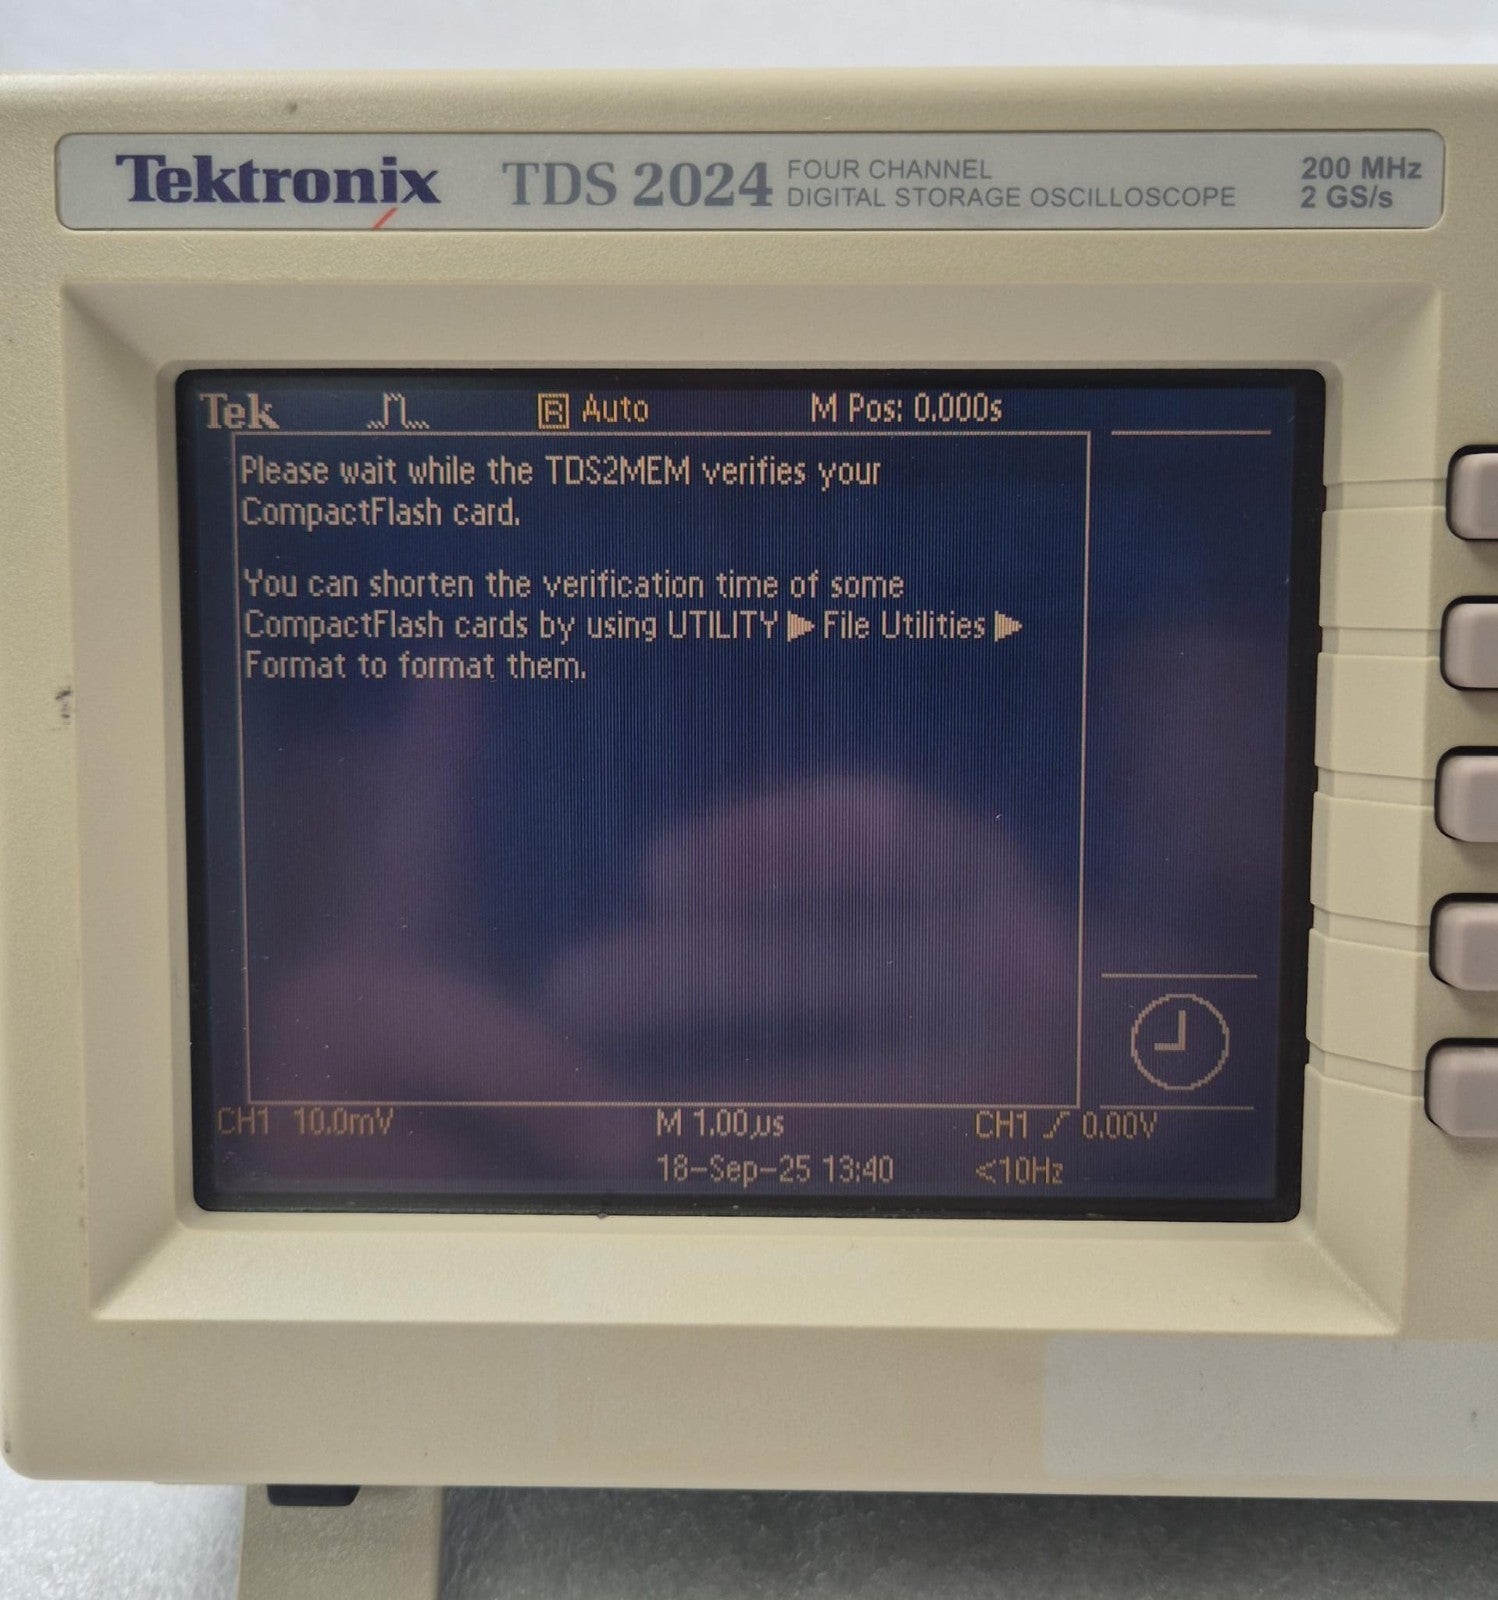 Tektronix TDS 2024 FOUR CHANNEL 200 MHz
DIGITAL STORAGE OSCILLOSCOPE 2 GS/s
Tek R Auto M Pos: 0.000s
Please wait while the TDS2MEM verifies your
CompactFlash card.
You can shorten the verification time of some
CompactFlash cards by using UTILITY ▶ File Utilities ▶
Format to format them.
CH1 10.0mV M 1.00µs CH1 0.00V
18-Sep-25 13:40 <10Hz